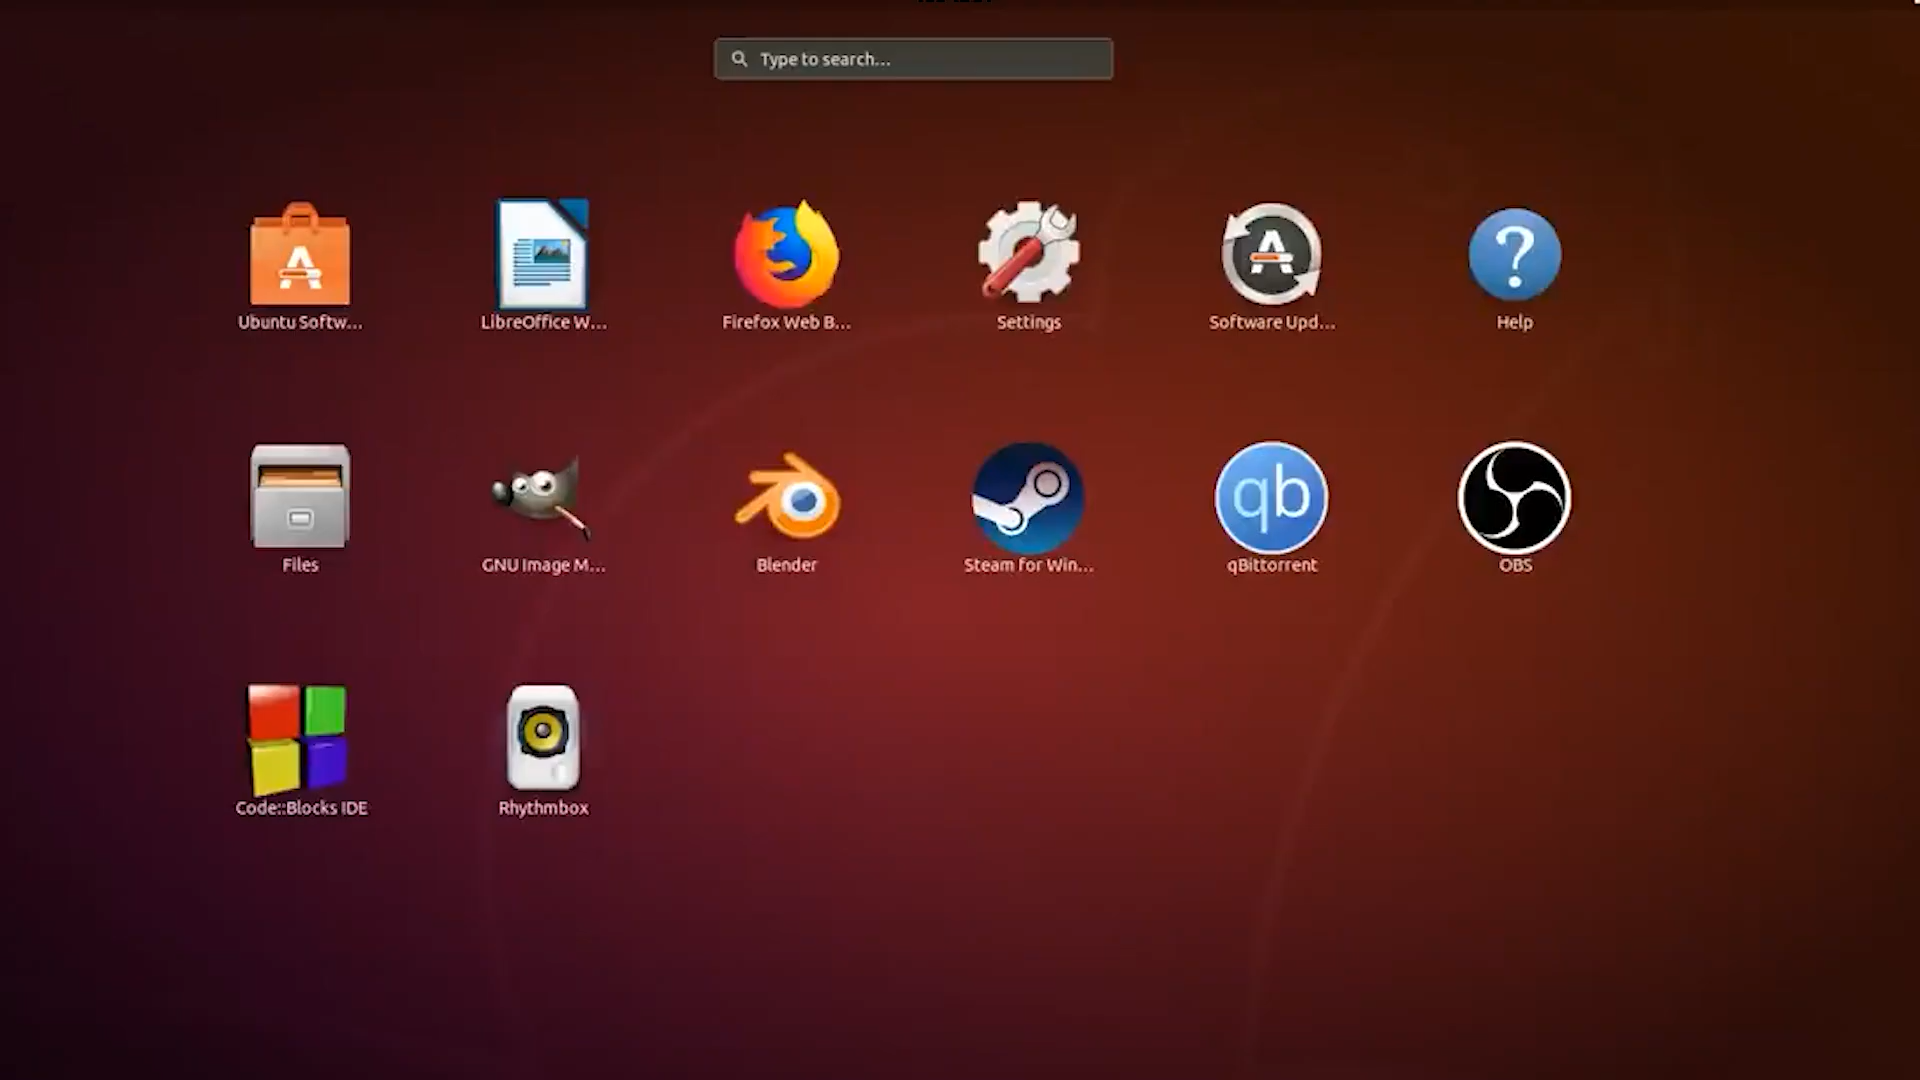 Type to search...
Ubuntu Softw...
LibreOffice W...
Firefox Web B...
Settings
Software Upd...
Help
Files
GNU Image M...
Blender
Steam for Win...
qb
qBittorrent
OBS
Code::Blocks IDE
Rhythmbox